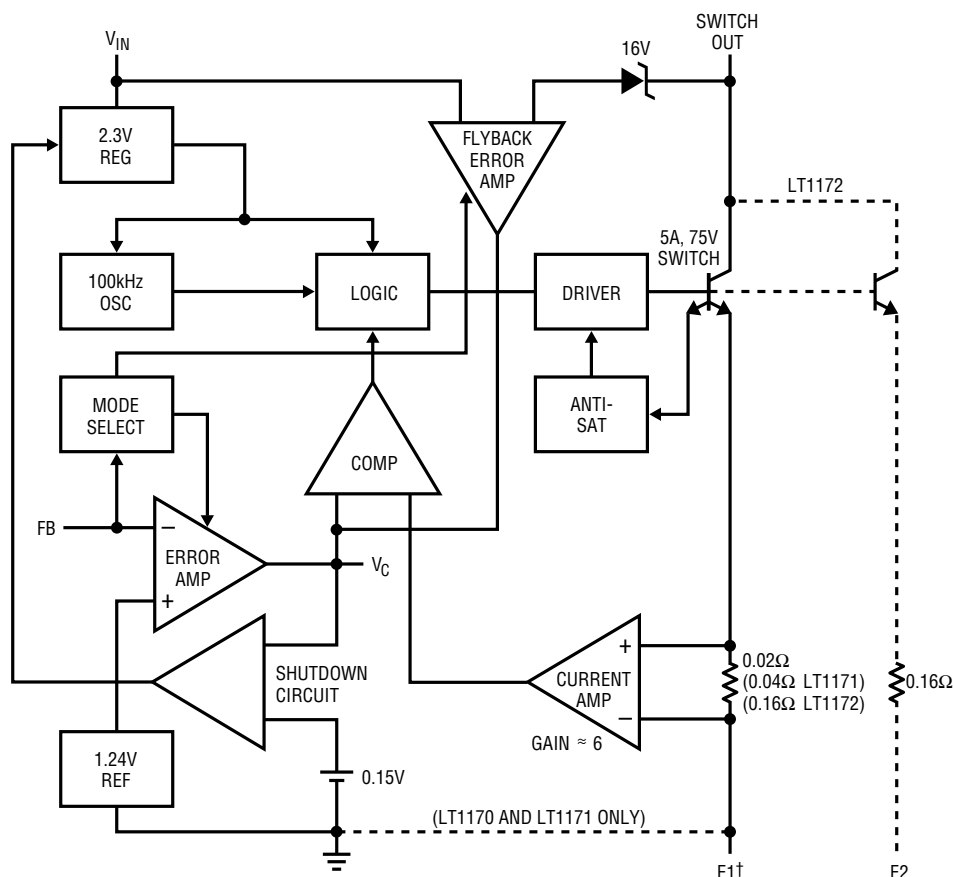 SWITCH
OUT
VIN
16V
2.3V
REG
FLYBACK
ERROR
AMP
LT1172
5A, 75V
SWITCH
100kHz
OSC
LOGIC
DRIVER
MODE
SELECT
ANTI-
SAT
COMP
FB
−
ERROR
AMP
+
VC
SHUTDOWN
CIRCUIT
+
CURRENT
AMP
−
GAIN ≈ 6
0.02Ω
(0.04Ω LT1171)
(0.16Ω LT1172)
0.16Ω
1.24V
REF
0.15V
(LT1170 AND LT1171 ONLY)
E1†
E2